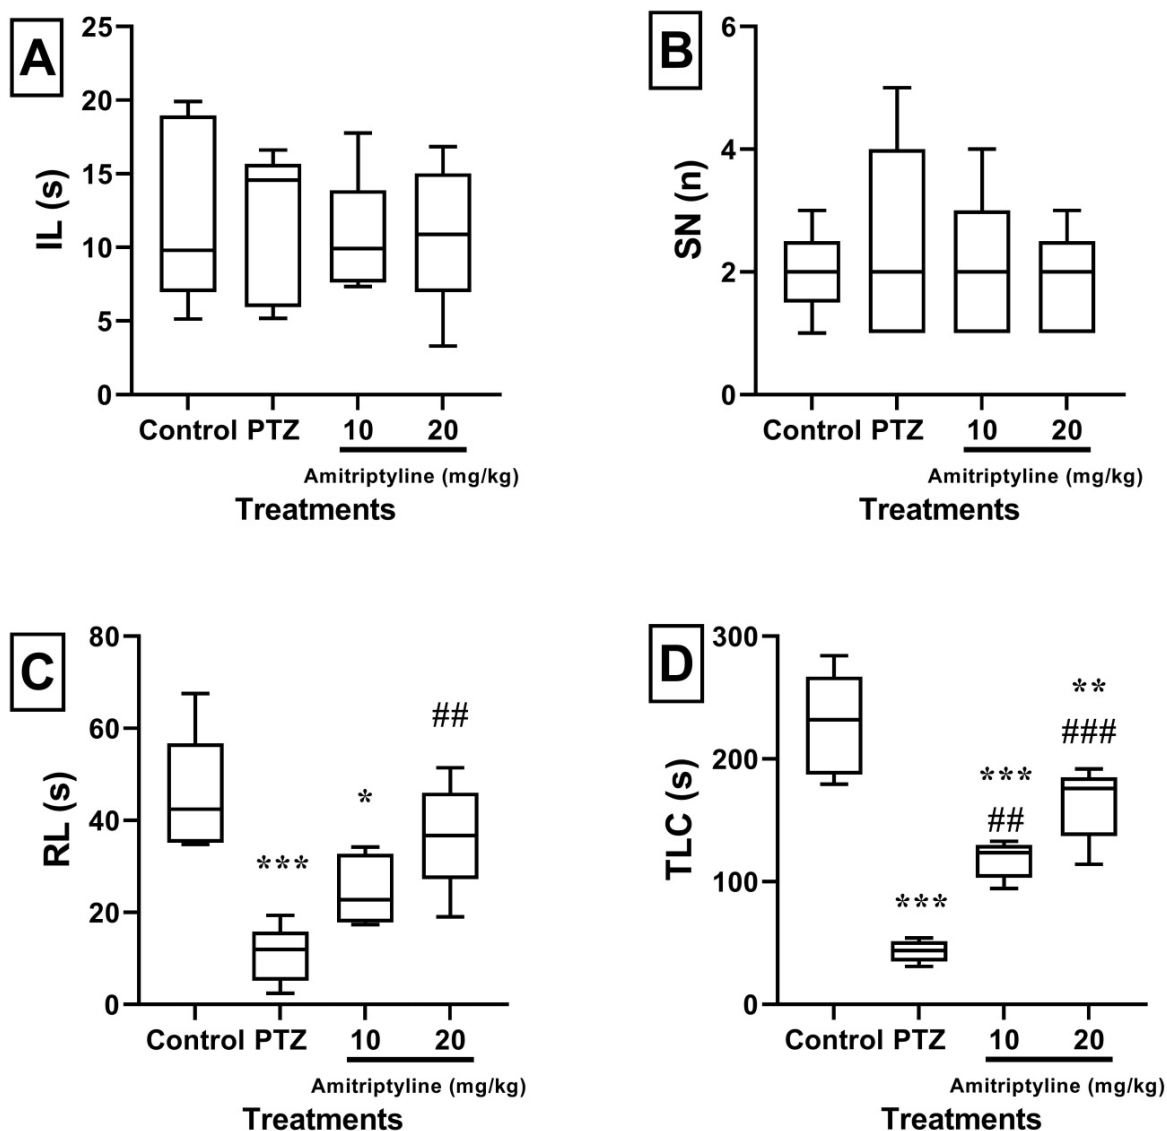 A
IL (s)
25
20
15
10
5
0
Control PTZ 10 20
Amitriptyline (mg/kg)
Treatments
B
SN (n)
6
4
2
0
Control PTZ 10 20
Amitriptyline (mg/kg)
Treatments
C
RL (s)
80
60
40
20
0
***
*
##
Control PTZ 10 20
Amitriptyline (mg/kg)
Treatments
D
TLC (s)
300
200
100
0
***
***
##
**
###
Control PTZ 10 20
Amitriptyline (mg/kg)
Treatments